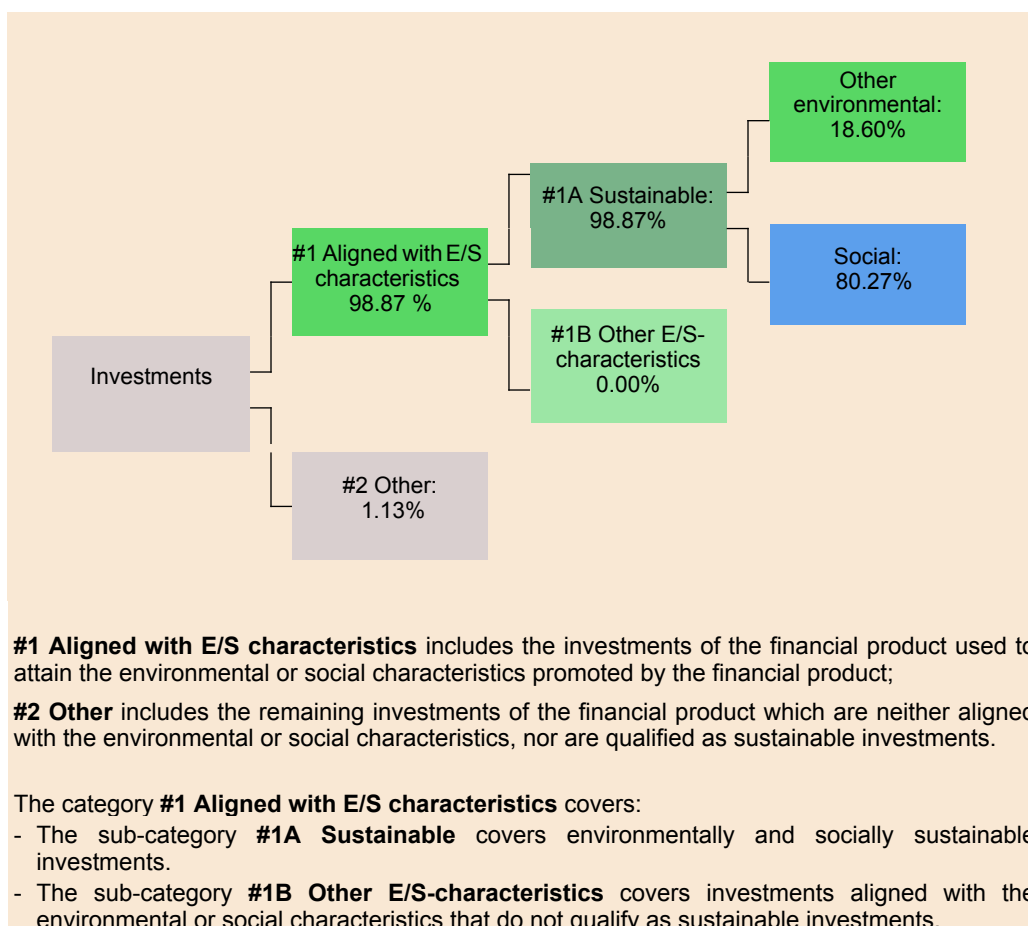 Other
environmental:
18.60%
#1A Sustainable:
98.87%
#1 Aligned with E/S
characteristics
98.87 %
Social:
80.27%
#1B Other E/S-
characteristics
0.00%
Investments
#2 Other:
1.13%
#1 Aligned with E/S characteristics includes the investments of the financial product used to
attain the environmental or social characteristics promoted by the financial product;
#2 Other includes the remaining investments of the financial product which are neither aligned
with the environmental or social characteristics, nor are qualified as sustainable investments.
The category #1 Aligned with E/S characteristics covers:
- The sub-category #1A Sustainable covers environmentally and socially sustainable
investments.
- The sub-category #1B Other E/S-characteristics covers investments aligned with the
environmental or social characteristics that do not qualify as sustainable investments.